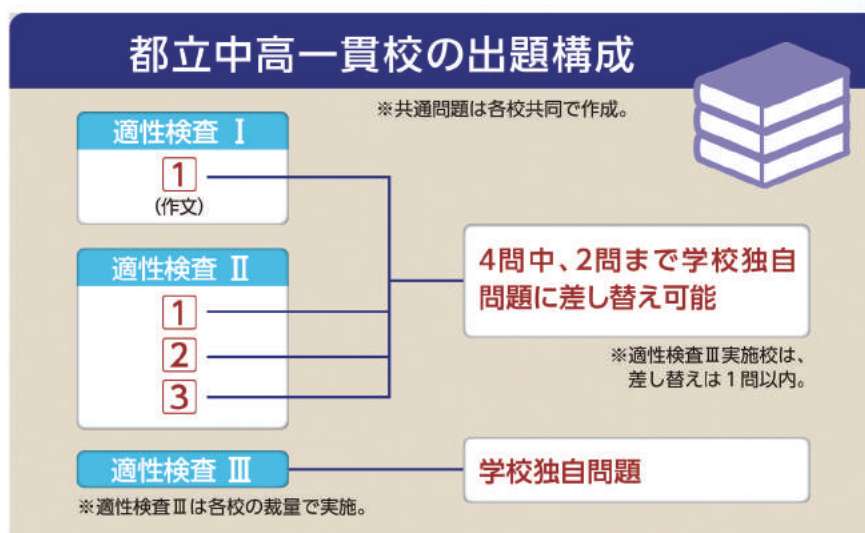 都立中高一貫校の出題構成
※共通問題は各校共同で作成。
適性検査 Ⅰ
1
(作文)
適性検査 Ⅱ
1
2
3
4問中、2問まで学校独自
問題に差し替え可能
※適性検査Ⅲ実施校は、
差し替えは1問以内。
適性検査 Ⅲ
学校独自問題
※適性検査Ⅲは各校の裁量で実施。